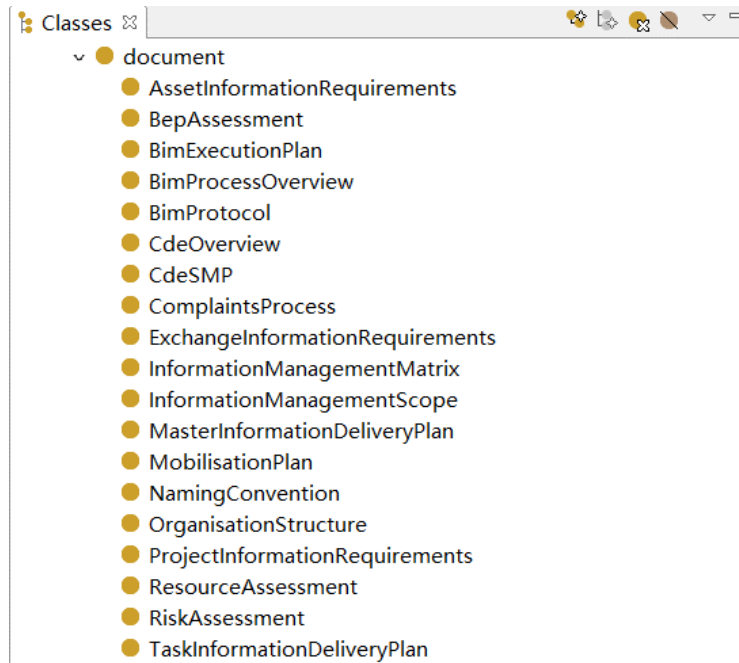 Classes
document
AssetInformationRequirements
BepAssessment
BimExecutionPlan
BimProcessOverview
BimProtocol
CdeOverview
CdeSMP
ComplaintsProcess
ExchangeInformationRequirements
InformationManagementMatrix
InformationManagementScope
MasterInformationDeliveryPlan
MobilisationPlan
NamingConvention
OrganisationStructure
ProjectInformationRequirements
ResourceAssessment
RiskAssessment
TaskInformationDeliveryPlan